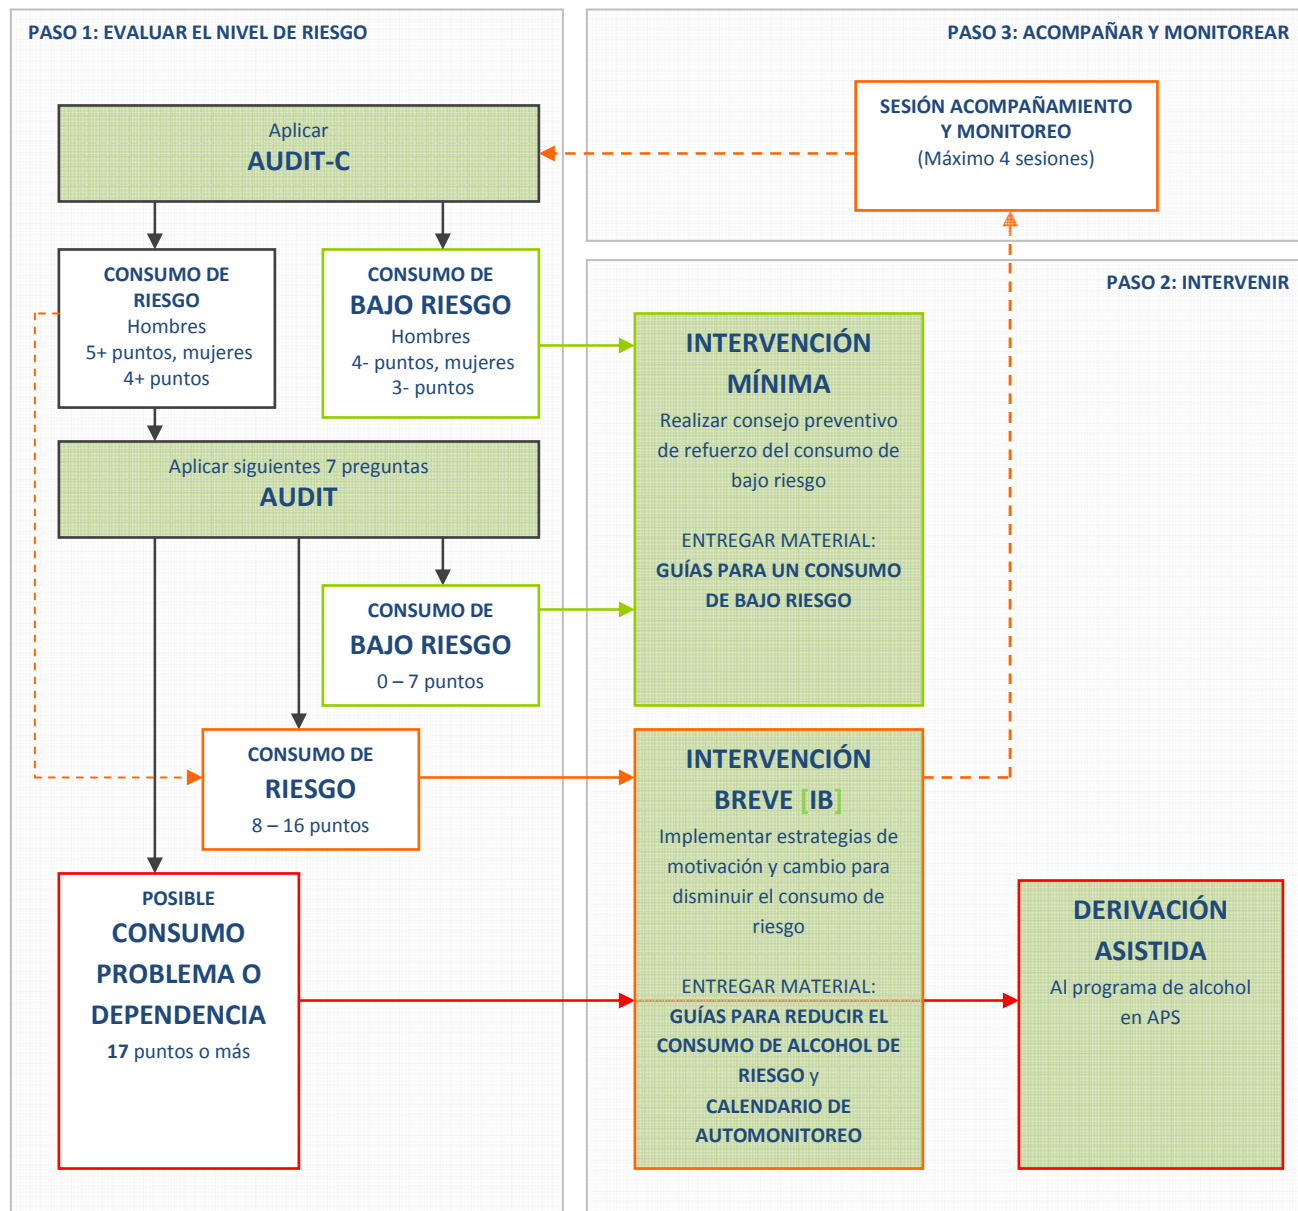 PASO 1: EVALUAR EL NIVEL DE RIESGO
Aplicar
AUDIT-C
CONSUMO DE
RIESGO
Hombres
5+ puntos, mujeres
4+ puntos
CONSUMO DE
BAJO RIESGO
Hombres
4- puntos, mujeres
3- puntos
Aplicar siguientes 7 preguntas
AUDIT
CONSUMO DE
BAJO RIESGO
0 – 7 puntos
CONSUMO DE
RIESGO
8 – 16 puntos
POSIBLE
CONSUMO
PROBLEMA O
DEPENDENCIA
17 puntos o más
PASO 3: ACOMPAÑAR Y MONITOREAR
SESIÓN ACOMPAÑAMIENTO
Y MONITOREO
(Máximo 4 sesiones)
PASO 2: INTERVENIR
INTERVENCIÓN
MÍNIMA
Realizar consejo preventivo
de refuerzo del consumo de
bajo riesgo
ENTREGAR MATERIAL:
GUÍAS PARA UN CONSUMO
DE BAJO RIESGO
INTERVENCIÓN
BREVE [IB]
Implementar estrategias de
motivación y cambio para
disminuir el consumo de
riesgo
ENTREGAR MATERIAL:
GUÍAS PARA REDUCIR EL
CONSUMO DE ALCOHOL DE
RIESGO y
CALENDARIO DE
AUTOMONITOREO
DERIVACIÓN
ASISTIDA
Al programa de alcohol
en APS